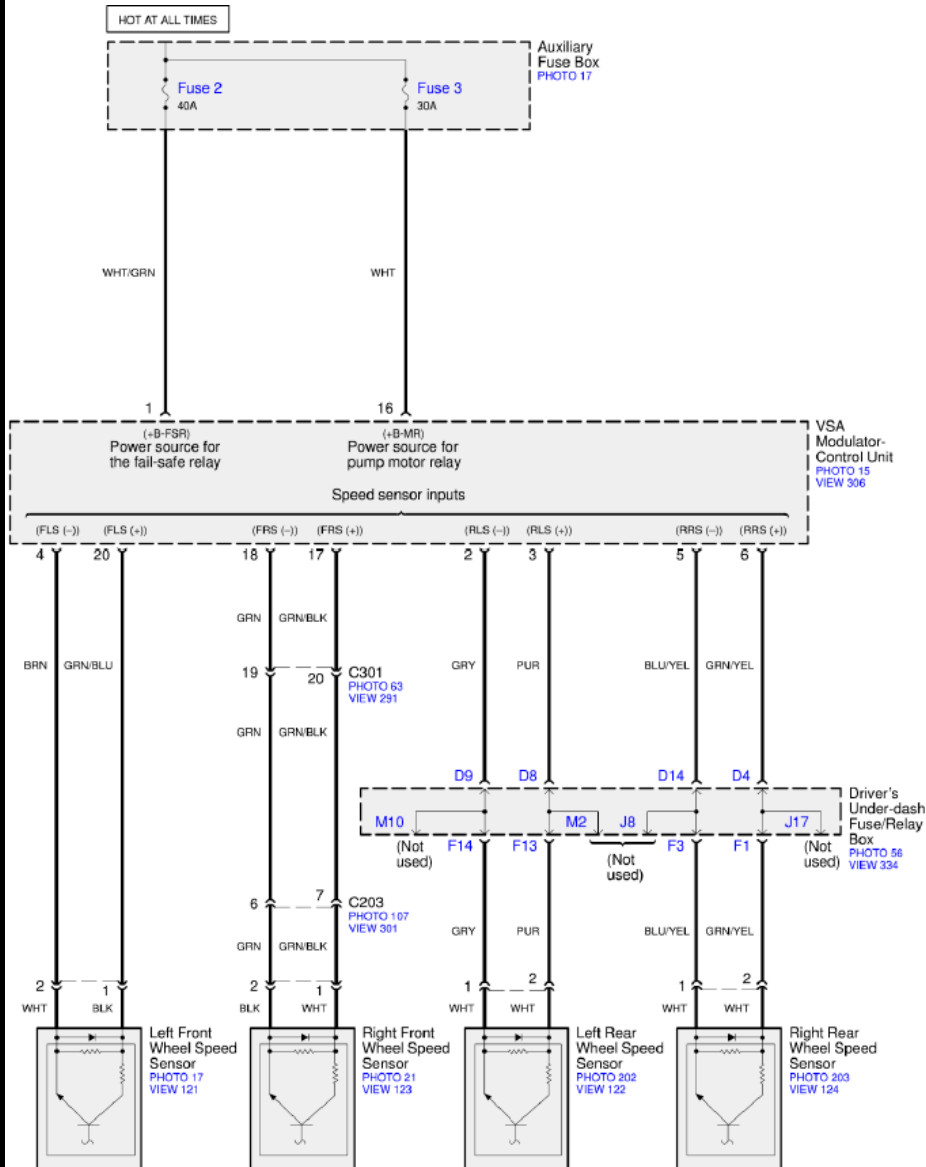 HOT AT ALL TIMES
Auxiliary
Fuse Box
PHOTO 17
Fuse 2
40A
Fuse 3
30A
WHT/GRN
WHT
1
16
(+B-FSR)
Power source for
the fail-safe relay
(+B-MR)
Power source for
pump motor relay
VSA
Modulator-
Control Unit
PHOTO 15
VIEW 306
Speed sensor inputs
(FLS (–)) (FLS (+)) (FRS (–)) (FRS (+)) (RLS (–)) (RLS (+)) (RRS (–)) (RRS (+))
4 20 18 17 2 3 5 6
GRN GRN/BLK
BRN GRN/BLU
GRY PUR
BLU/YEL GRN/YEL
19 20
C301
PHOTO 63
VIEW 291
GRN GRN/BLK
D9 D8 D14 D4
Driver's
Under-dash
Fuse/Relay
Box
PHOTO 56
VIEW 334
M10 M2 J8 J17
(Not
used)
F14 F13
(Not
used)
F3 F1
(Not
used)
6 7
C203
PHOTO 107
VIEW 301
GRN GRN/BLK
GRY PUR
BLU/YEL GRN/YEL
2 1 2 1 1 2 1 2
WHT BLK BLK WHT WHT WHT WHT WHT
Left Front
Wheel Speed
Sensor
PHOTO 17
VIEW 121
Right Front
Wheel Speed
Sensor
PHOTO 21
VIEW 123
Left Rear
Wheel Speed
Sensor
PHOTO 202
VIEW 122
Right Rear
Wheel Speed
Sensor
PHOTO 203
VIEW 124